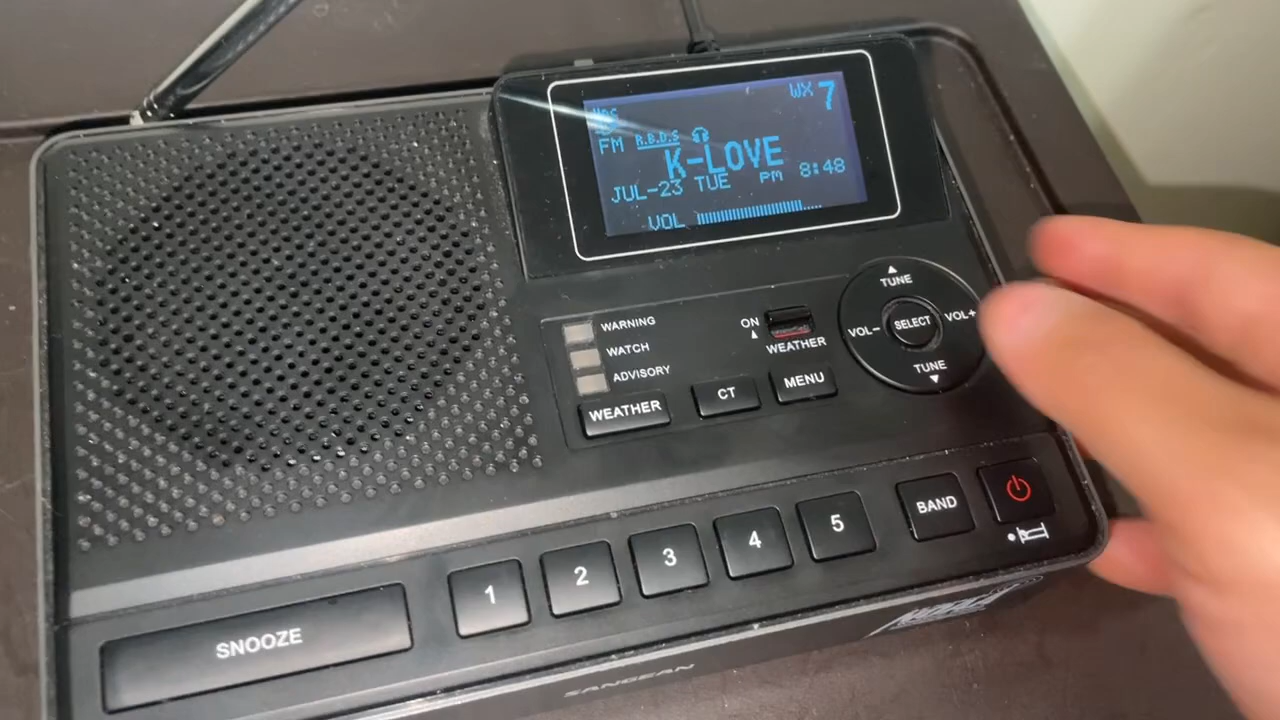 WX 7
FM R.B.D.S
K-LOVE
JUL-23 TUE PM 8:48
VOL
WARNING
WATCH
ADVISORY
WEATHER
ON
WEATHER
CT
MENU
TUNE
VOL-
SELECT
VOL+
TUNE
1
2
3
4
5
BAND
SNOOZE
SANGEAN